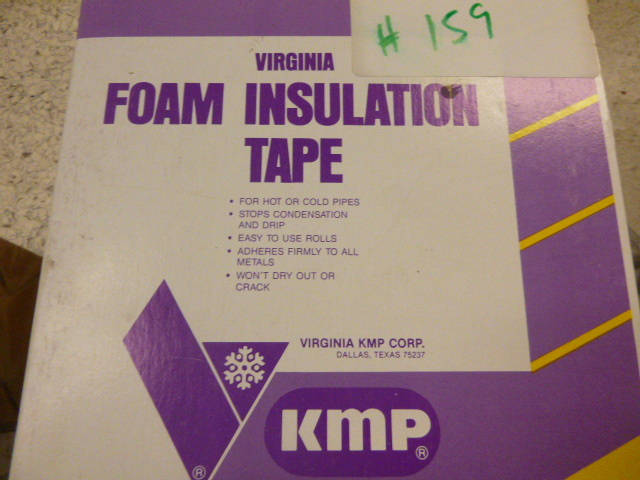 # 159
VIRGINIA
FOAM INSULATION
TAPE
• FOR HOT OR COLD PIPES
• STOPS CONDENSATION
AND DRIP
• EASY TO USE ROLLS
• ADHERES FIRMLY TO ALL
METALS
• WON'T DRY OUT OR
CRACK
VIRGINIA KMP CORP.
DALLAS, TEXAS 75237
V®
KMP®